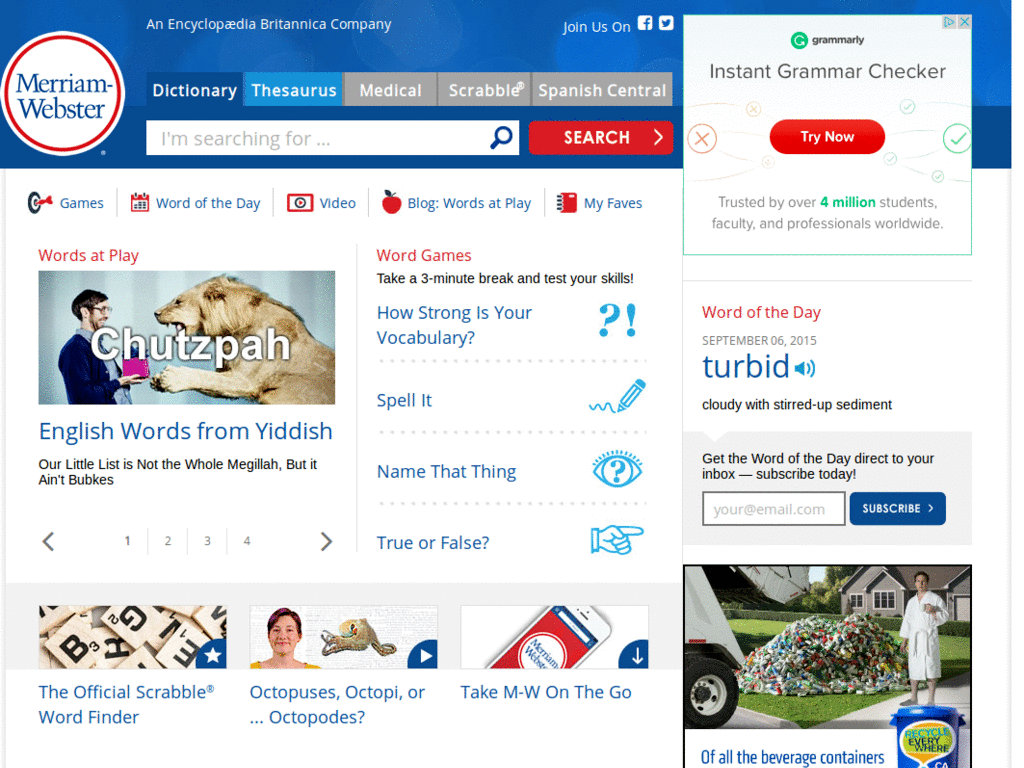 An Encyclopædia Britannica Company
Join Us On
Merriam-
Webster
®
Dictionary
Thesaurus
Medical
Scrabble®
Spanish Central
I'm searching for ...
SEARCH
grammarly
Instant Grammar Checker
Try Now
Trusted by over 4 million students,
faculty, and professionals worldwide.
Games
Word of the Day
Video
Blog: Words at Play
My Faves
Words at Play
Chutzpah
English Words from Yiddish
Our Little List is Not the Whole Megillah, But it
Ain't Bubkes
1
2
3
4
Word Games
Take a 3-minute break and test your skills!
How Strong Is Your
Vocabulary?
?!
Spell It
Name That Thing
?
True or False?
Word of the Day
SEPTEMBER 06, 2015
turbid
cloudy with stirred-up sediment
Get the Word of the Day direct to your
inbox — subscribe today!
your@email.com
SUBSCRIBE
The Official Scrabble®
Word Finder
Octopuses, Octopi, or
... Octopodes?
Merriam-
Webster
Take M-W On The Go
RECYCLE
EVERY
WHERE
.CA
Of all the beverage containers